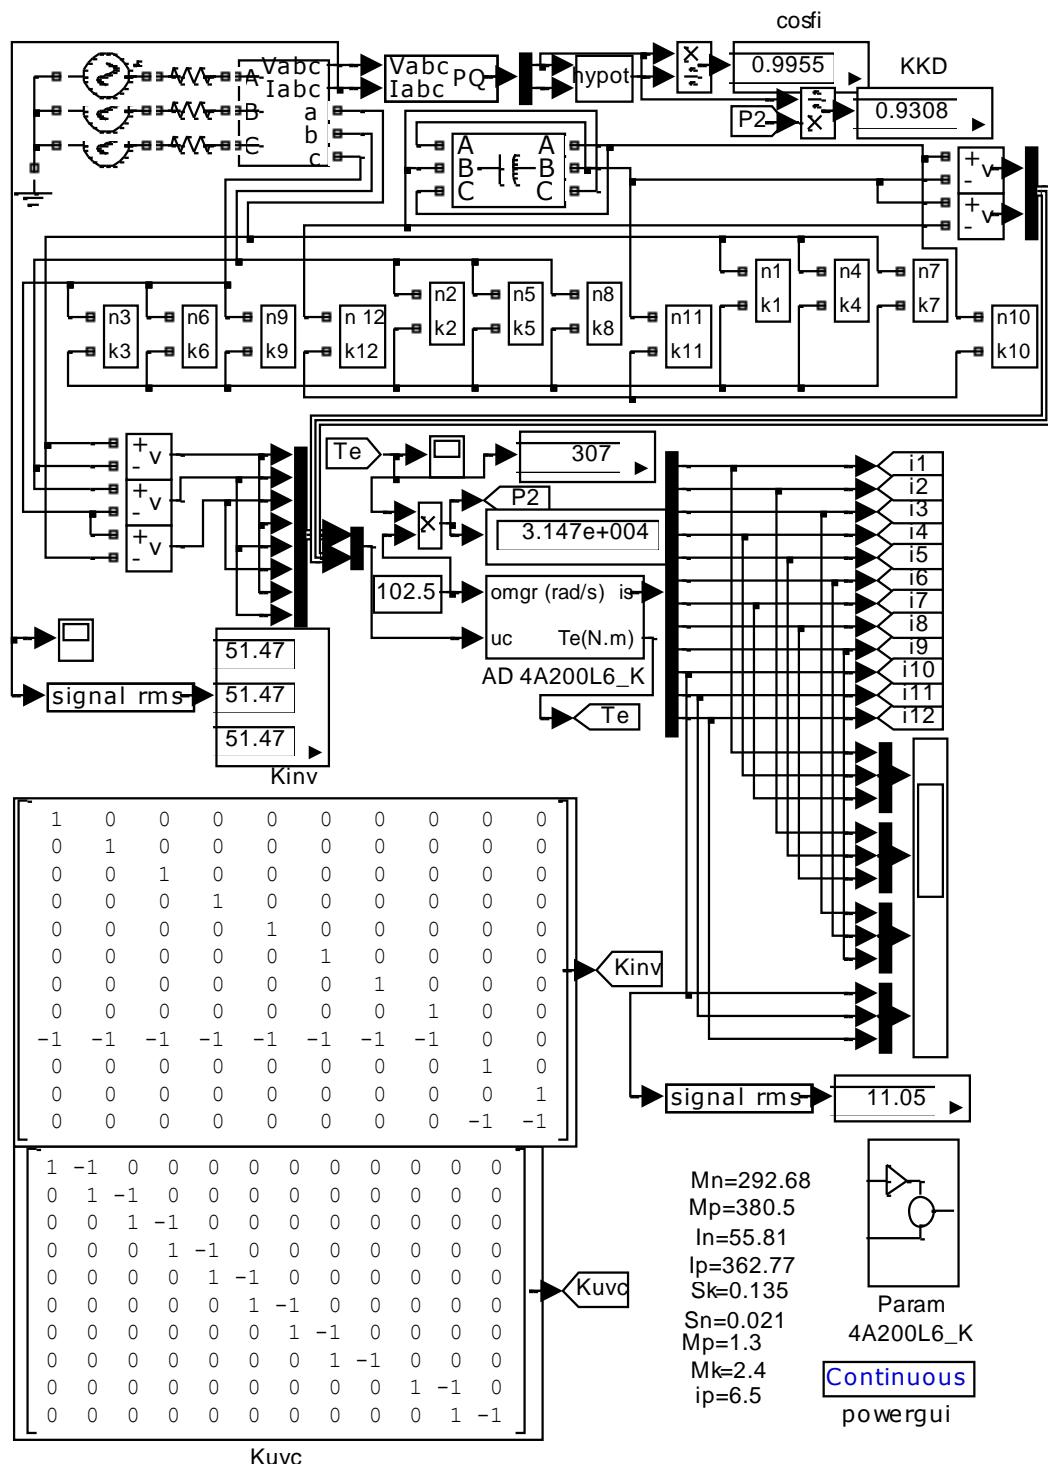 cosfi
Vabc
Iabc
A
B
C
a
b
c
Vabc
Iabc
PQ
hypot
×
÷
0.9955
KKD
÷
×
P2
0.9308
A
B
C
A
B
C
+
-
v
+
-
v
n1
k1
n4
k4
n7
k7
n2
k2
n5
k5
n8
k8
n3
k3
n6
k6
n9
k9
n 12
k12
n11
k11
n10
k10
+
-
v
+
-
v
+
-
v
Te
307
×
P2
3.147e+004
102.5
omgr (rad/s) is
uc Te(N.m)
AD 4A200L6_K
Te
i1
i2
i3
i4
i5
i6
i7
i8
i9
i10
i11
i12
signal rms
51.47
51.47
51.47
Kinv
1 0 0 0 0 0 0 0 0 0
0 1 0 0 0 0 0 0 0 0
0 0 1 0 0 0 0 0 0 0
0 0 0 1 0 0 0 0 0 0
0 0 0 0 1 0 0 0 0 0
0 0 0 0 0 1 0 0 0 0
0 0 0 0 0 0 1 0 0 0
0 0 0 0 0 0 0 1 0 0
−1 −1 −1 −1 −1 −1 −1 −1 0 0
0 0 0 0 0 0 0 0 1 0
0 0 0 0 0 0 0 0 0 1
0 0 0 0 0 0 0 0 −1 −1
Kinv
signal rms
11.05
1 −1 0 0 0 0 0 0 0 0 0 0
0 1 −1 0 0 0 0 0 0 0 0 0
0 0 1 −1 0 0 0 0 0 0 0 0
0 0 0 1 −1 0 0 0 0 0 0 0
0 0 0 0 1 −1 0 0 0 0 0 0
0 0 0 0 0 1 −1 0 0 0 0 0
0 0 0 0 0 0 1 −1 0 0 0 0
0 0 0 0 0 0 0 1 −1 0 0 0
0 0 0 0 0 0 0 0 0 1 −1 0
0 0 0 0 0 0 0 0 0 0 1 −1
Kuvc
Kuvc
Mn=292.68
Mp=380.5
In=55.81
Ip=362.77
Sk=0.135
Sn=0.021
Mp=1.3
Mk=2.4
ip=6.5
Param
4A200L6_K
Continuous
powergui